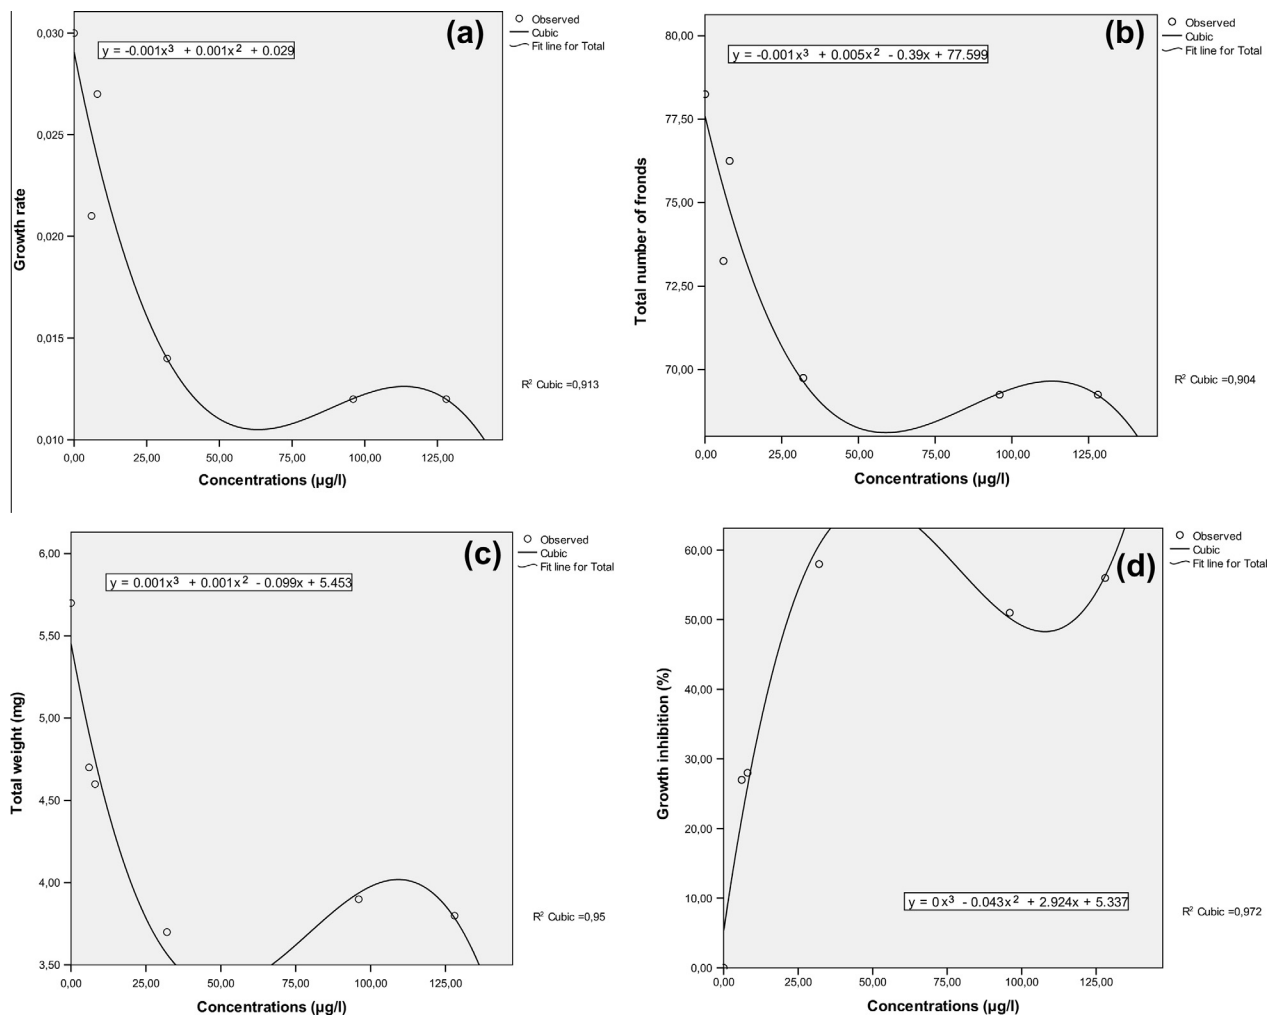 (a)
Observed
Cubic
Fit line for Total
y = -0.001x³ + 0.001x² + 0.029
0,030
0,025
0,020
0,015
0,010
Growth rate
0,00 25,00 50,00 75,00 100,00 125,00
Concentrations (µg/l)
R² Cubic =0,913
(b)
Observed
Cubic
Fit line for Total
y = -0.001x³ + 0.005x² - 0.39x + 77.599
80,00
77,50
75,00
72,50
70,00
Total number of fronds
0,00 25,00 50,00 75,00 100,00 125,00
Concentrations (µg/l)
R² Cubic =0,904
(c)
Observed
Cubic
Fit line for Total
y = 0.001x³ + 0.001x² - 0.099x + 5.453
6,00
5,50
5,00
4,50
4,00
3,50
Total weight (mg)
0,00 25,00 50,00 75,00 100,00 125,00
Concentrations (µg/l)
R² Cubic =0,95
(d)
Observed
Cubic
Fit line for Total
60,00
50,00
40,00
30,00
20,00
10,00
0,00
Growth inhibition (%)
y = 0x³ - 0.043x² + 2.924x + 5.337
0,00 25,00 50,00 75,00 100,00 125,00
Concentrations (µg/l)
R² Cubic =0,972